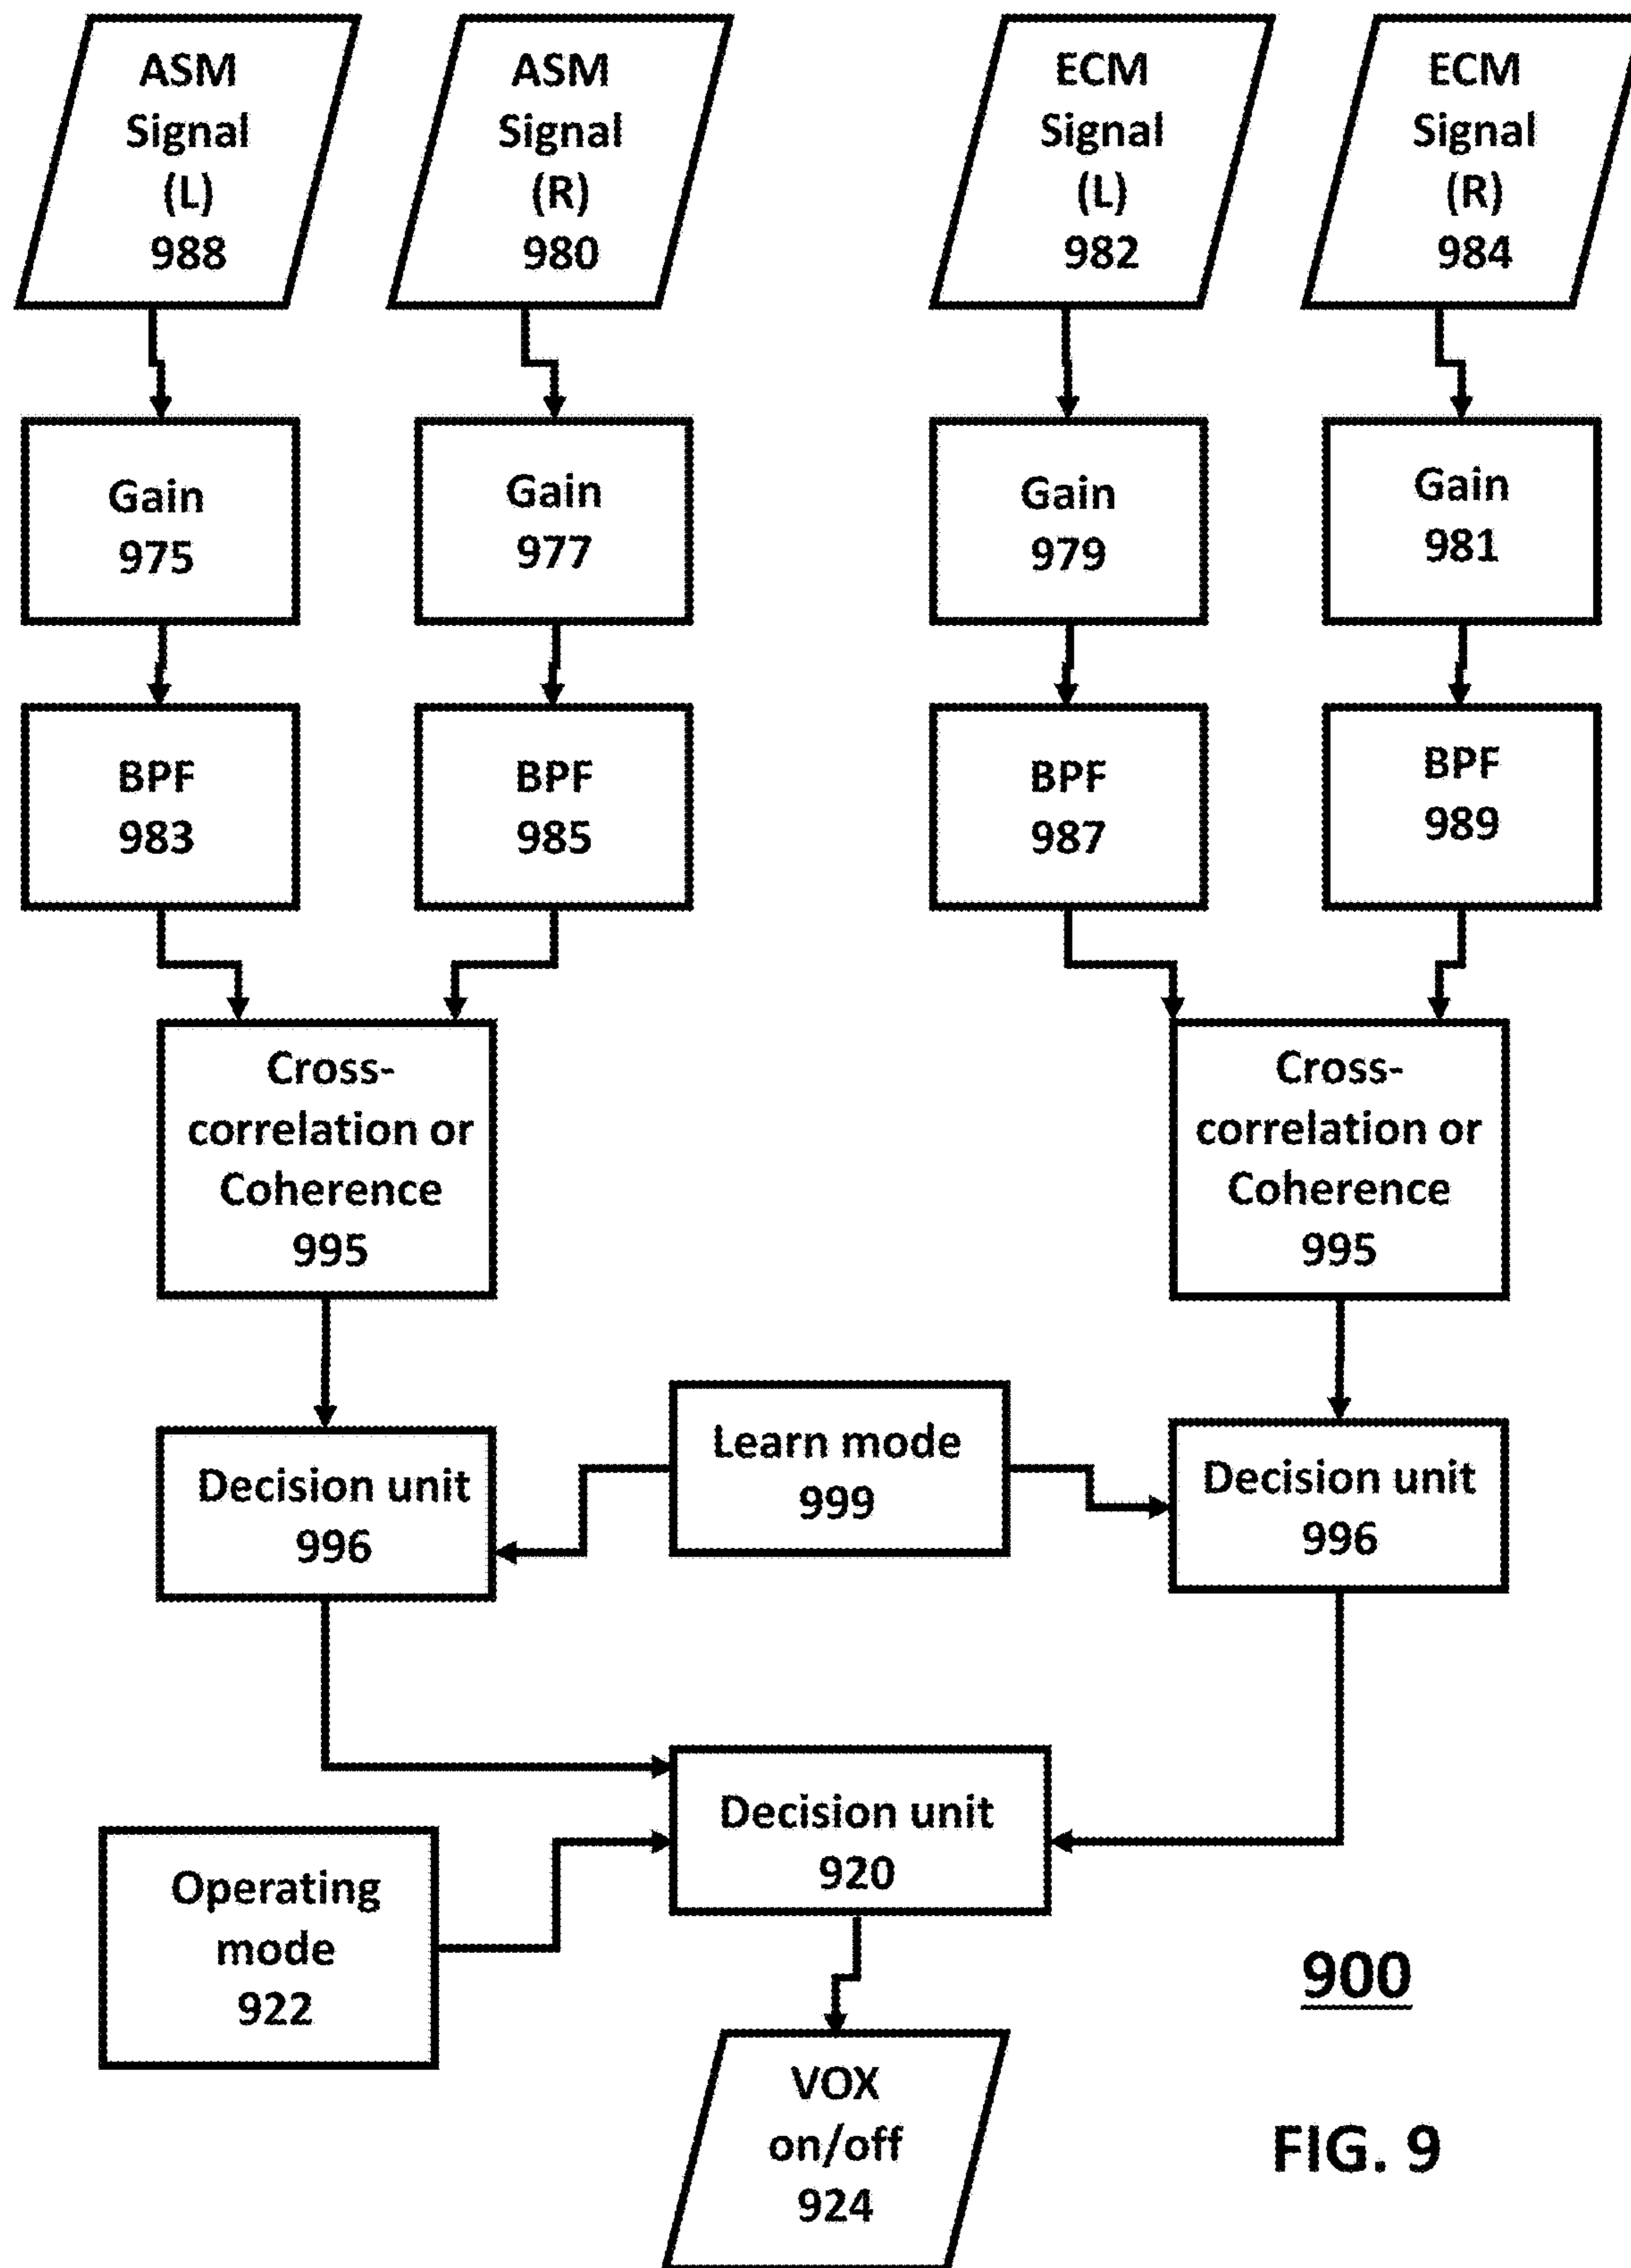 ASM
Signal
(L)
988
ASM
Signal
(R)
980
ECM
Signal
(L)
982
ECM
Signal
(R)
984
Gain
975
Gain
977
Gain
979
Gain
981
BPF
983
BPF
985
BPF
987
BPF
989
Cross-
correlation or
Coherence
995
Cross-
correlation or
Coherence
995
Decision unit
996
Learn mode
999
Decision unit
996
Decision unit
920
Operating
mode
922
900
VOX
on/off
924
FIG. 9